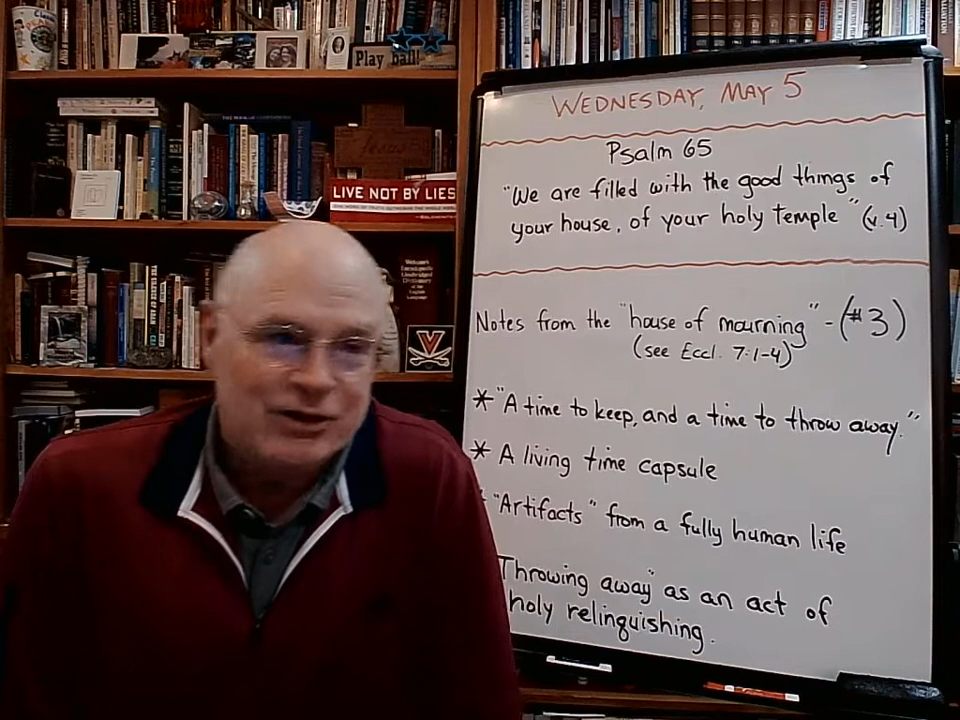 Play ball
LIVE NOT BY LIES
WEDNESDAY, MAY 5
Psalm 65
"We are filled with the good things of
your house, of your holy temple" (v.4)
Notes from the "house of mourning" - (#3)
(see Eccl. 7:1-4)
* "A time to keep, and a time to throw away."
* A living time capsule
* "Artifacts" from a fully human life
Throwing away" as an act of
holy relinquishing.